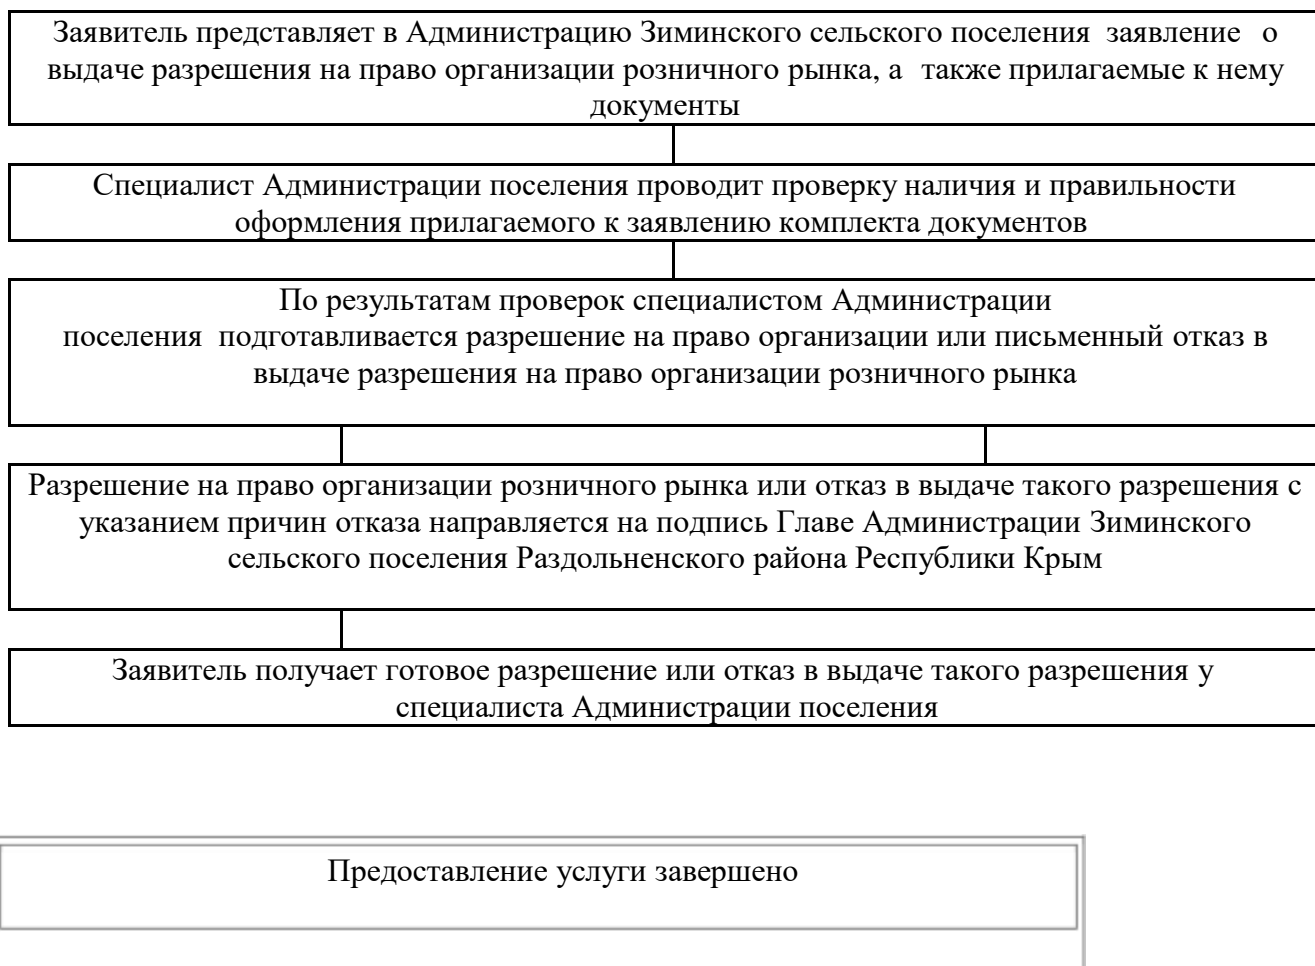 Заявитель представляет в Администрацию Зиминского сельского поселения заявление о
выдаче разрешения на право организации розничного рынка, а также прилагаемые к нему
документы
Специалист Администрации поселения проводит проверку наличия и правильности
оформления прилагаемого к заявлению комплекта документов
По результатам проверок специалистом Администрации
поселения подготавливается разрешение на право организации или письменный отказ в
выдаче разрешения на право организации розничного рынка
Разрешение на право организации розничного рынка или отказ в выдаче такого разрешения с
указанием причин отказа направляется на подпись Главе Администрации Зиминского
сельского поселения Раздольненского района Республики Крым
Заявитель получает готовое разрешение или отказ в выдаче такого разрешения у
специалиста Администрации поселения
Предоставление услуги завершено